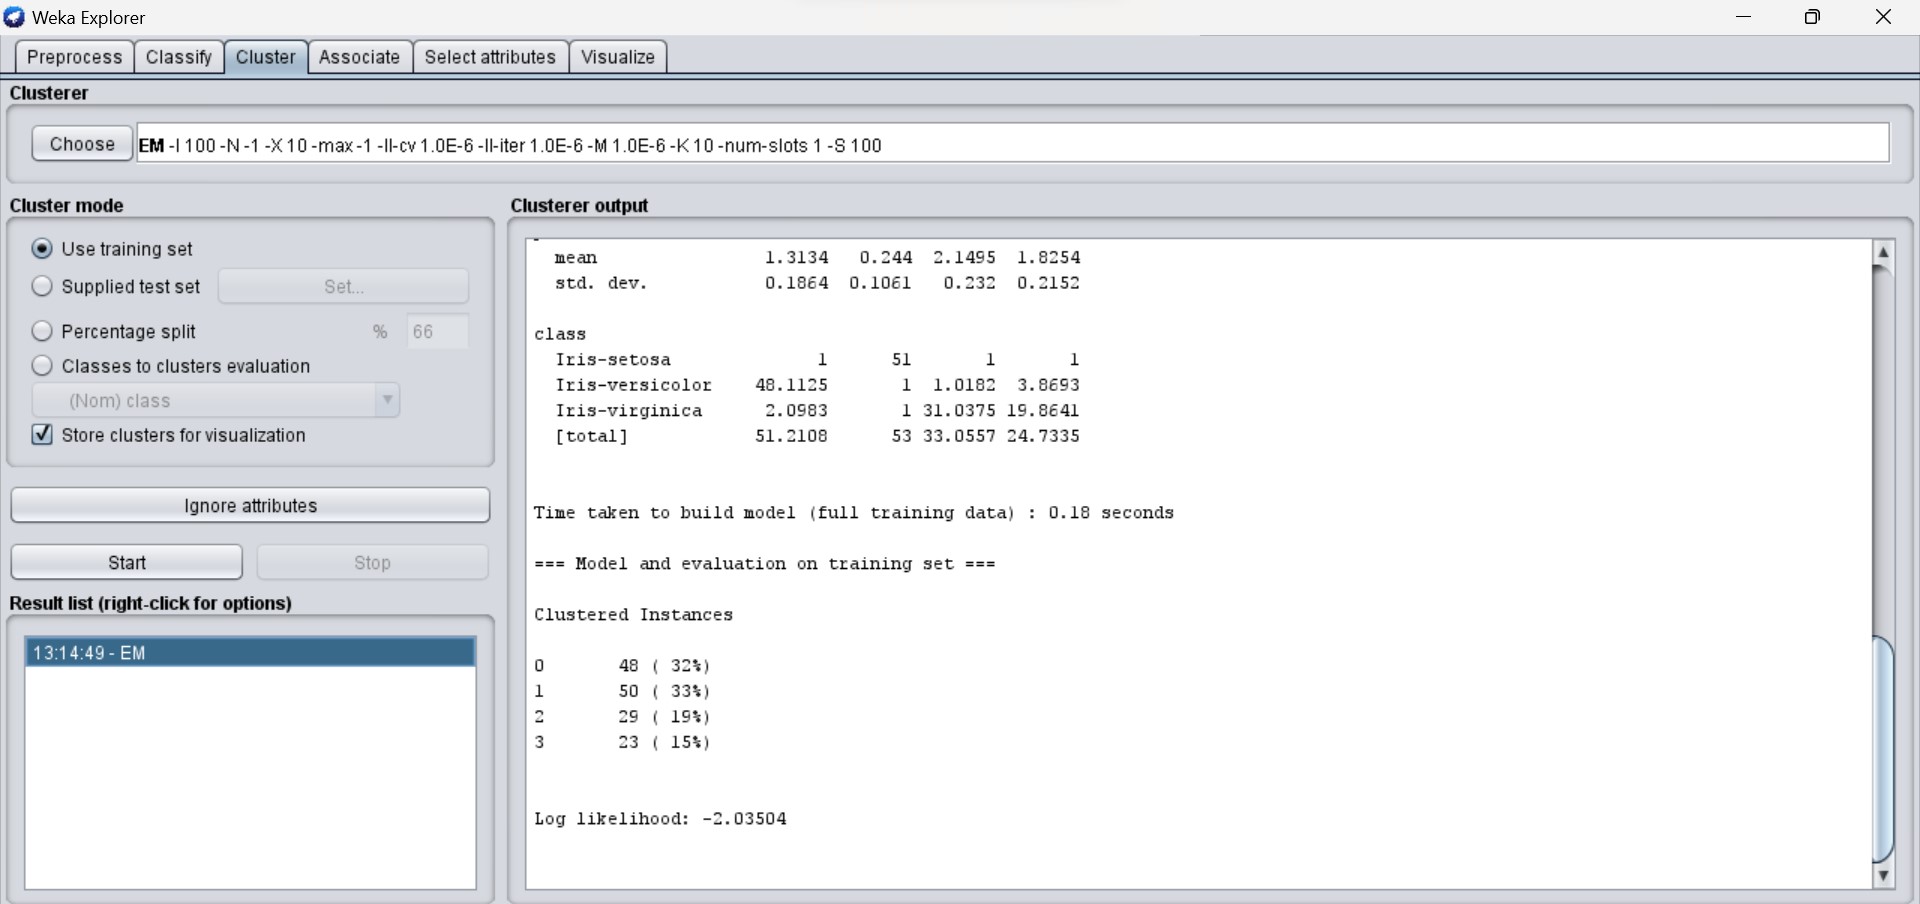 Weka Explorer
Preprocess Classify Cluster Associate Select attributes Visualize
Clusterer
Choose EM -I 100 -N -1 -X 10 -max -1 -ll-cv 1.0E-6 -ll-iter 1.0E-6 -M 1.0E-6 -K 10 -num-slots 1 -S 100
Cluster mode
Use training set
Supplied test set Set...
Percentage split % 66
Classes to clusters evaluation
(Nom) class
Store clusters for visualization
Ignore attributes
Start Stop
Result list (right-click for options)
13:14:49 - EM
Clusterer output
mean 1.3134 0.244 2.1495 1.8254
std. dev. 0.1864 0.1061 0.232 0.2152
class
Iris-setosa 1 51 1 1
Iris-versicolor 48.1125 1 1.0182 3.8693
Iris-virginica 2.0983 1 31.0375 19.8641
[total] 51.2108 53 33.0557 24.7335
Time taken to build model (full training data) : 0.18 seconds
=== Model and evaluation on training set ===
Clustered Instances
0 48 ( 32%)
1 50 ( 33%)
2 29 ( 19%)
3 23 ( 15%)
Log likelihood: -2.03504